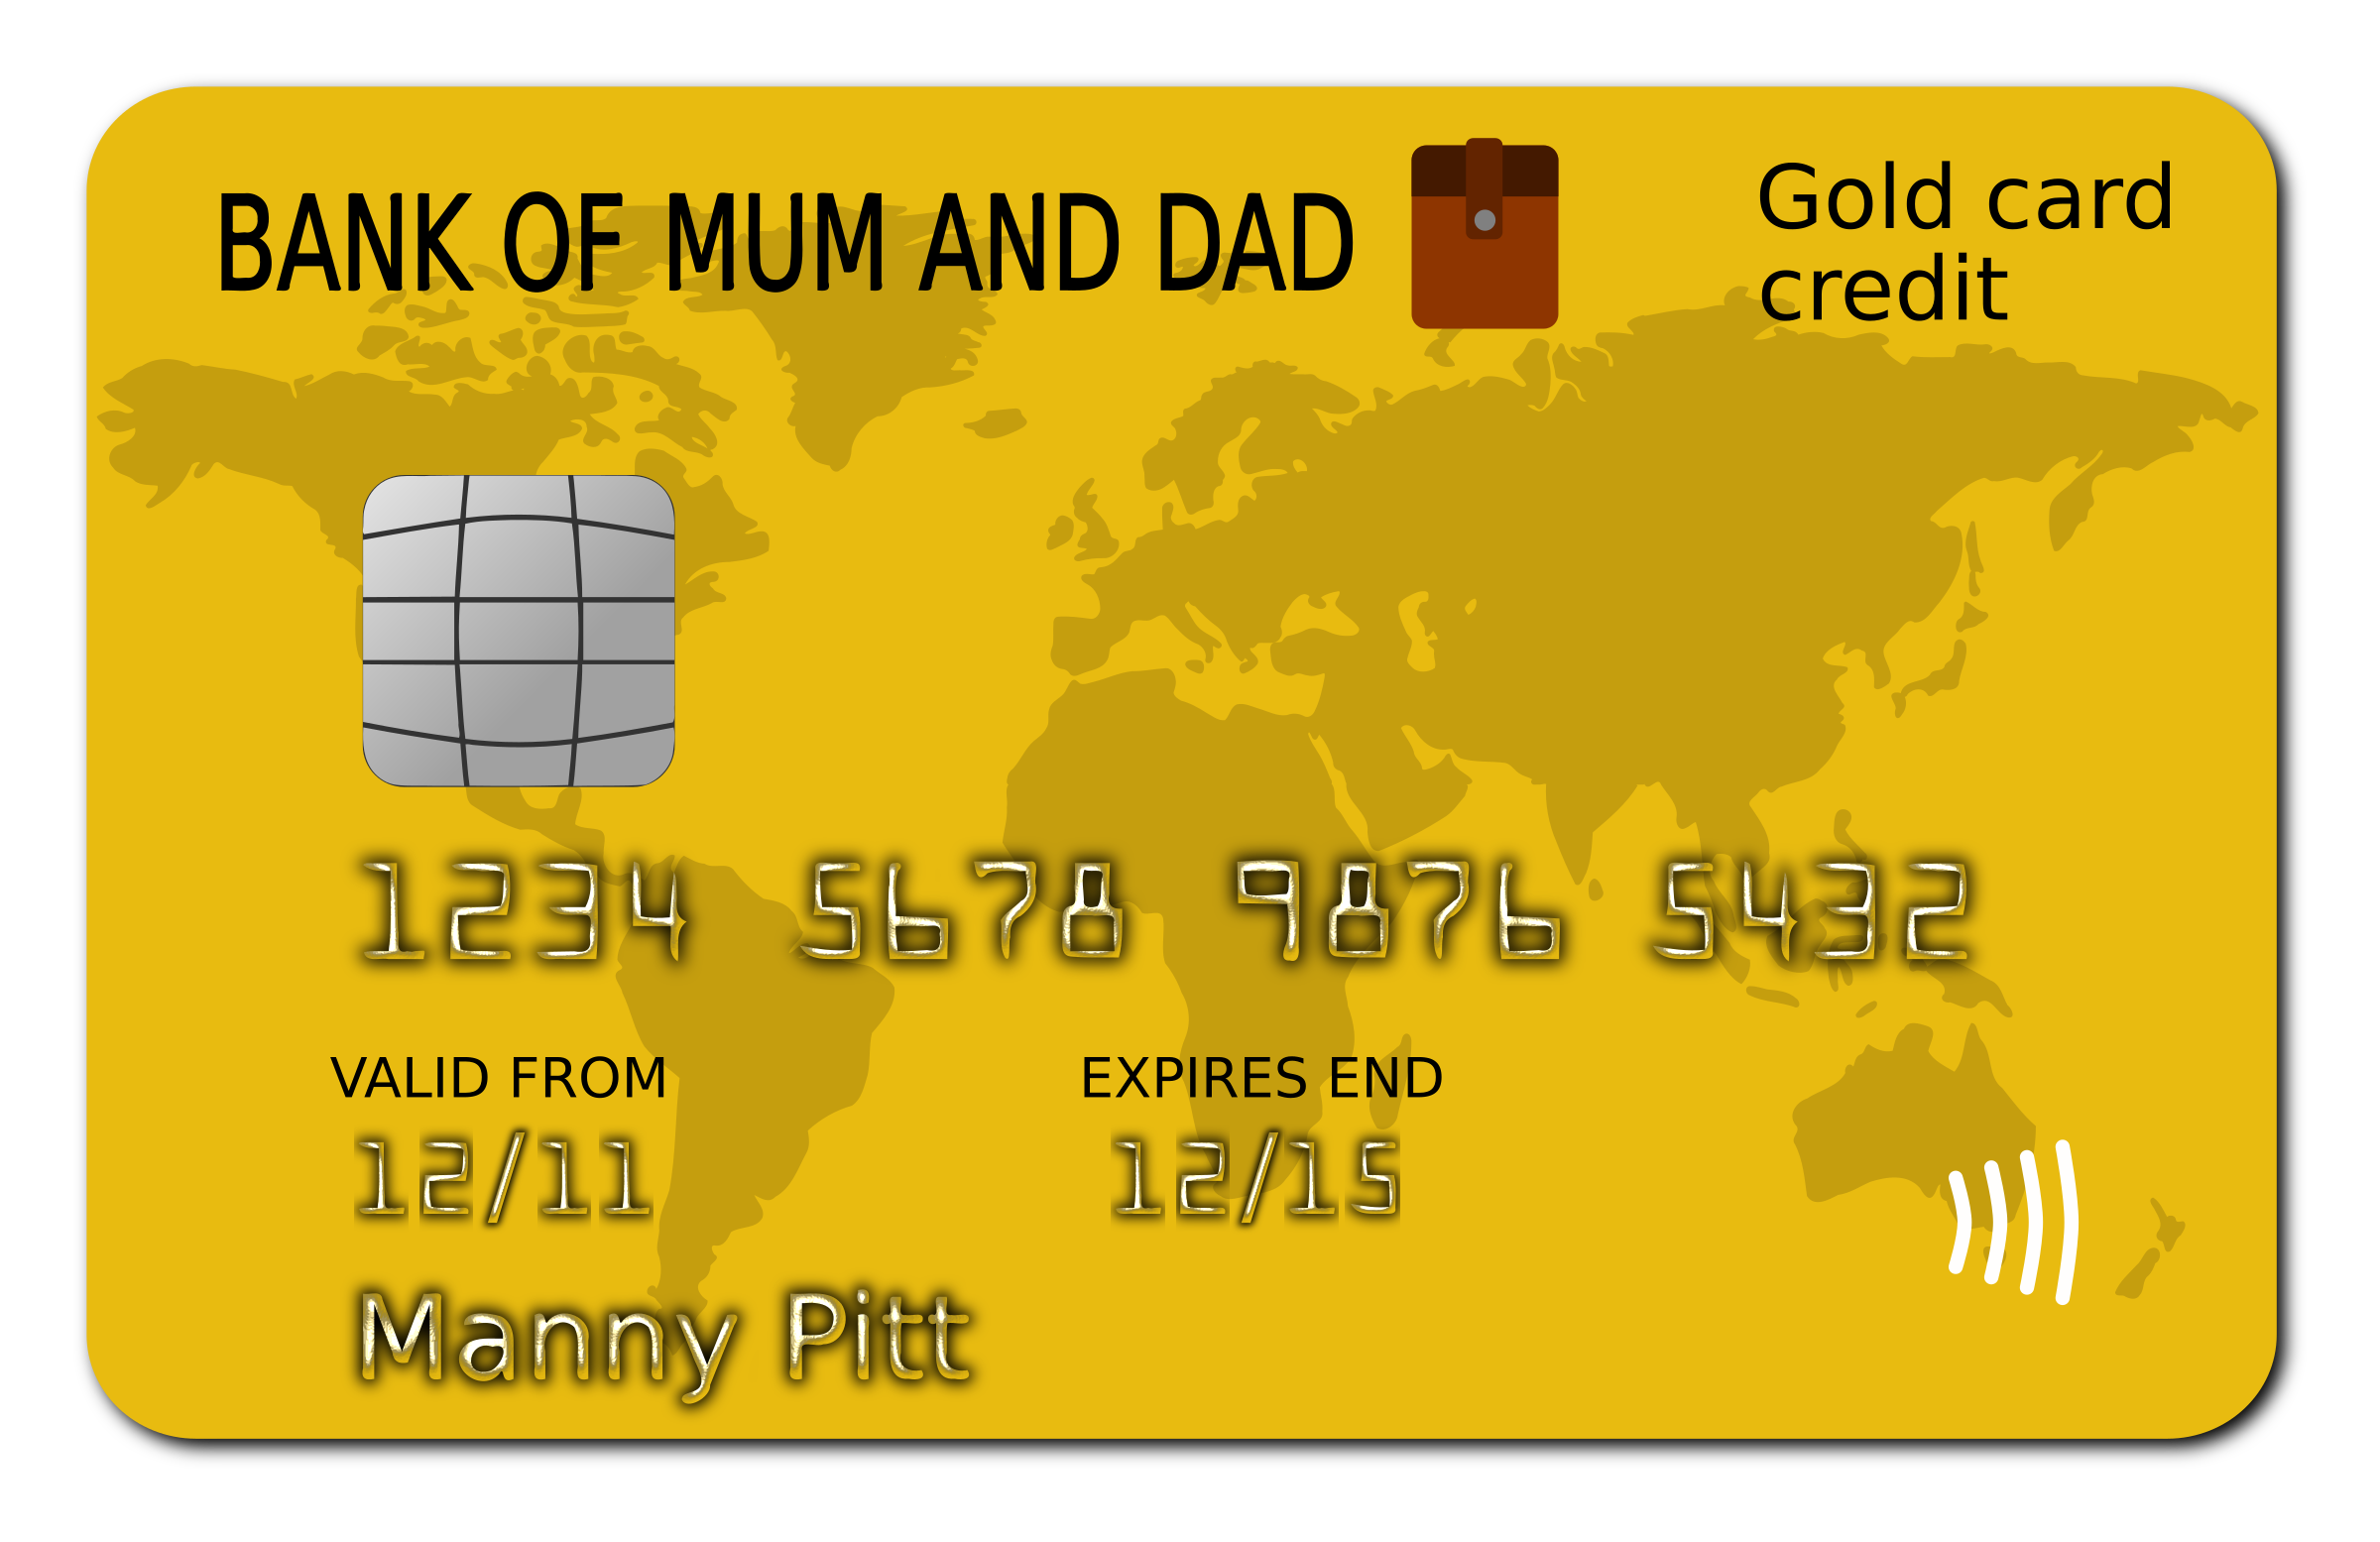 BANK OF MUM AND DAD
Gold card
credit
1234 5678 9876 5432
VALID FROM EXPIRES END
12/11 12/15
Manny Pitt